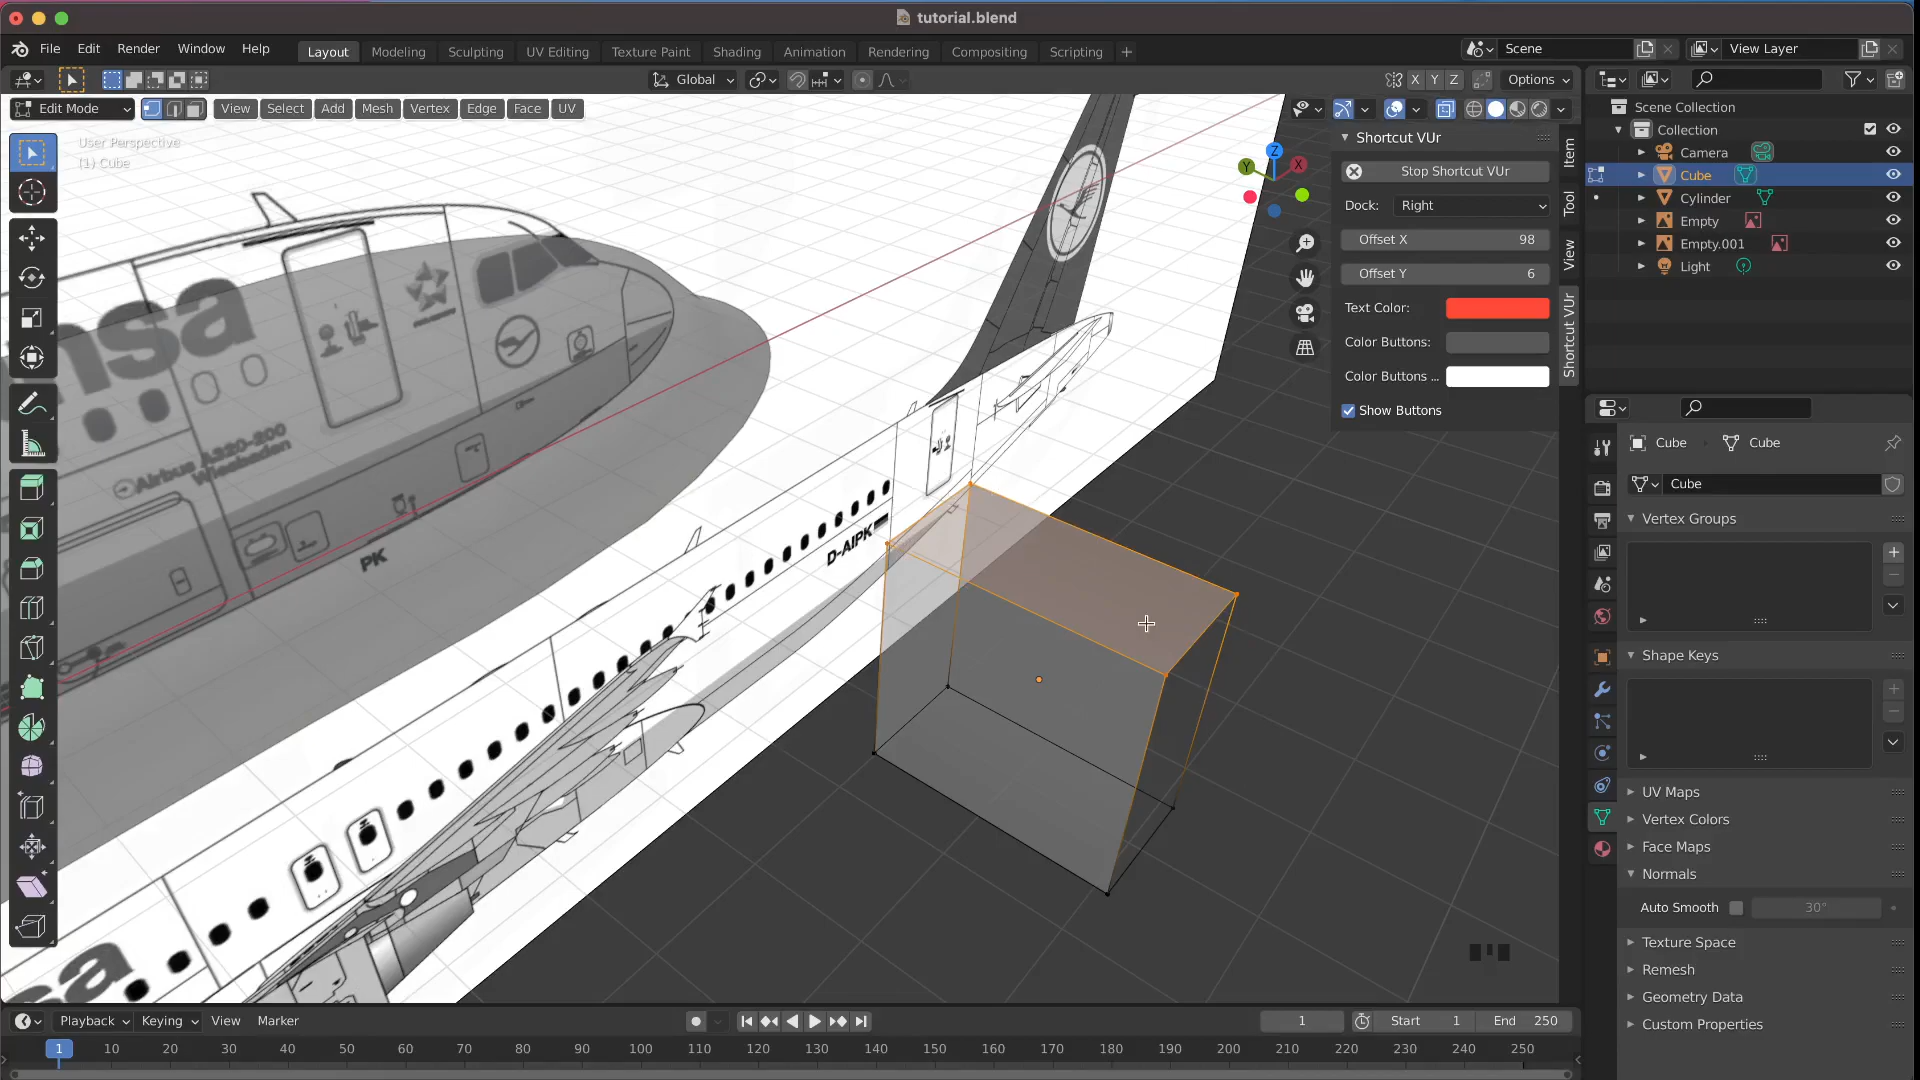 tutorial.blend
File Edit Render Window Help
Layout Modeling Sculpting UV Editing Texture Paint Shading Animation Rendering Compositing Scripting +
Scene
View Layer
Global
X Y Z Options
Edit Mode View Select Add Mesh Vertex Edge Face UV
User Perspective
(1) Cube
Z
Y
X
Shortcut VUr
Stop Shortcut VUr
Dock: Right
Offset X 98
Offset Y 6
Text Color:
Color Buttons:
Color Buttons ...
Show Buttons
Item
Tool
View
Shortcut VUr
nsa
Airbus A320-200
Wiesbaden
PK
D-AIPK
sa
Scene Collection
Collection
Camera
Cube
Cylinder
Empty
Empty.001
Light
Cube Cube
Cube
Vertex Groups
Shape Keys
UV Maps
Vertex Colors
Face Maps
Normals
Auto Smooth 30°
Texture Space
Remesh
Geometry Data
Custom Properties
Playback Keying View Marker
1 Start 1 End 250
1 10 20 30 40 50 60 70 80 90 100 110 120 130 140 150 160 170 180 190 200 210 220 230 240 250